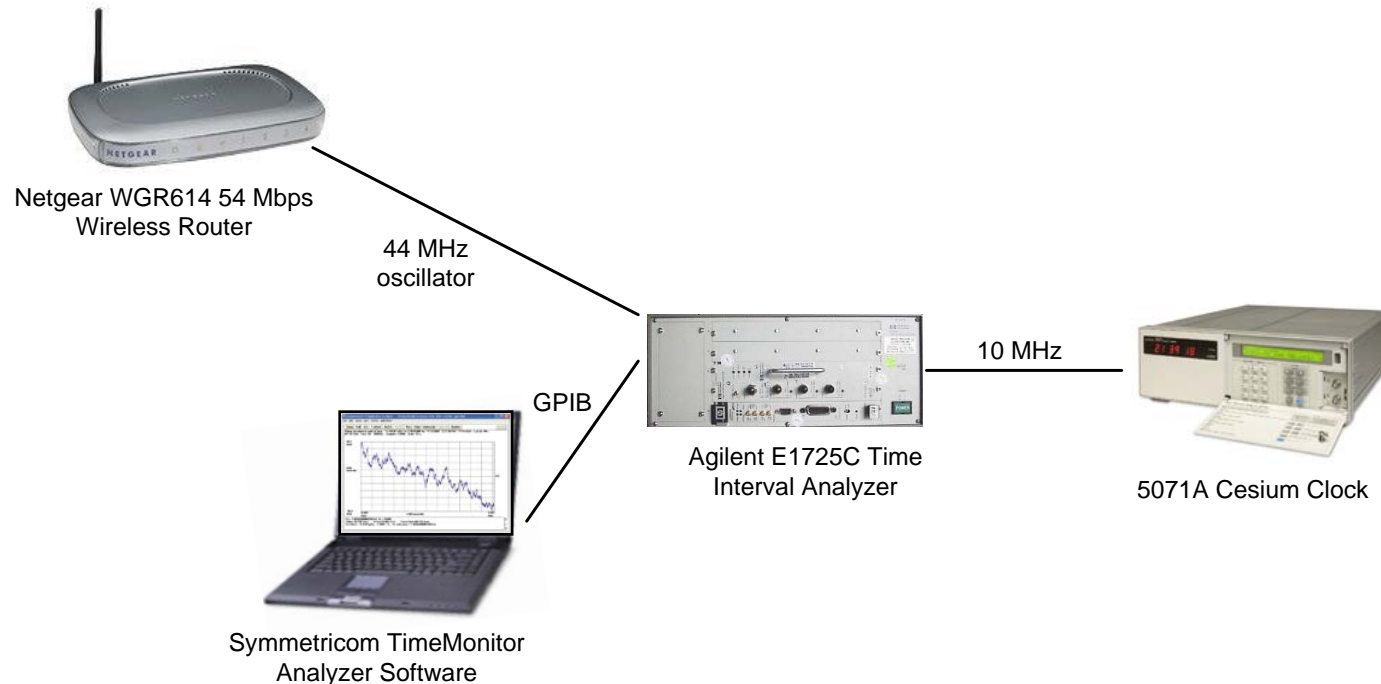 NETGEAR
Netgear WGR614 54 Mbps
Wireless Router
44 MHz
oscillator
10 MHz
GPIB
Agilent E1725C Time
Interval Analyzer
5071A Cesium Clock
Symmetricom TimeMonitor
Analyzer Software